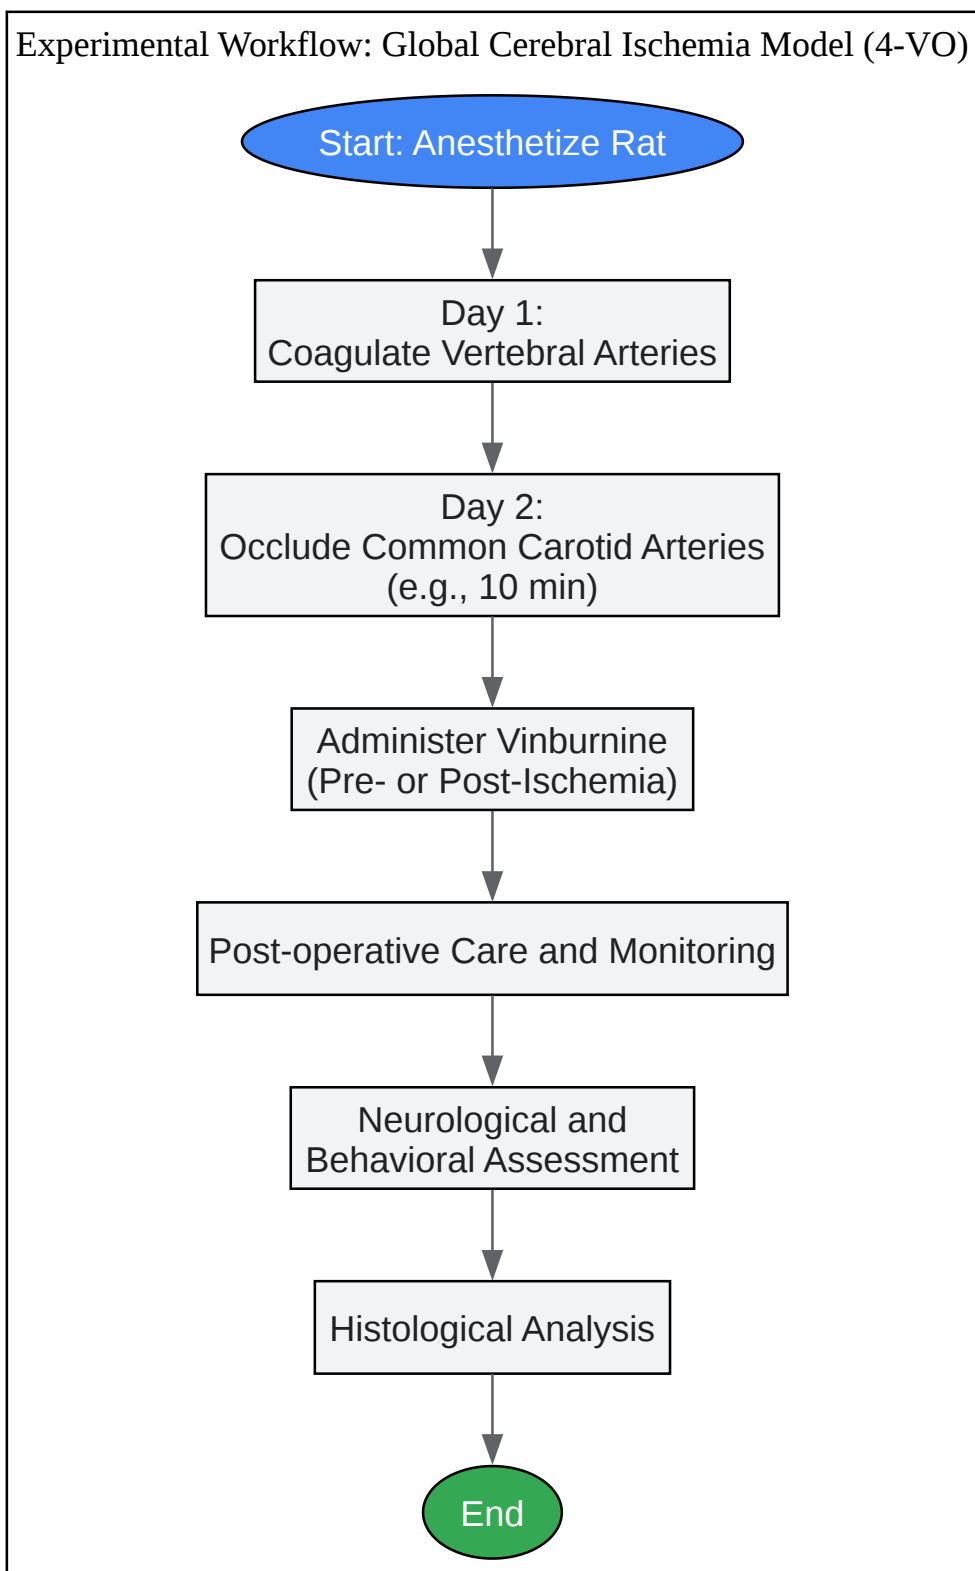 Experimental Workflow: Global Cerebral Ischemia Model (4-VO)
Start: Anesthetize Rat
Day 1:
Coagulate Vertebral Arteries
Day 2:
Occlude Common Carotid Arteries
(e.g., 10 min)
Administer Vinburnine
(Pre- or Post-Ischemia)
Post-operative Care and Monitoring
Neurological and
Behavioral Assessment
Histological Analysis
End